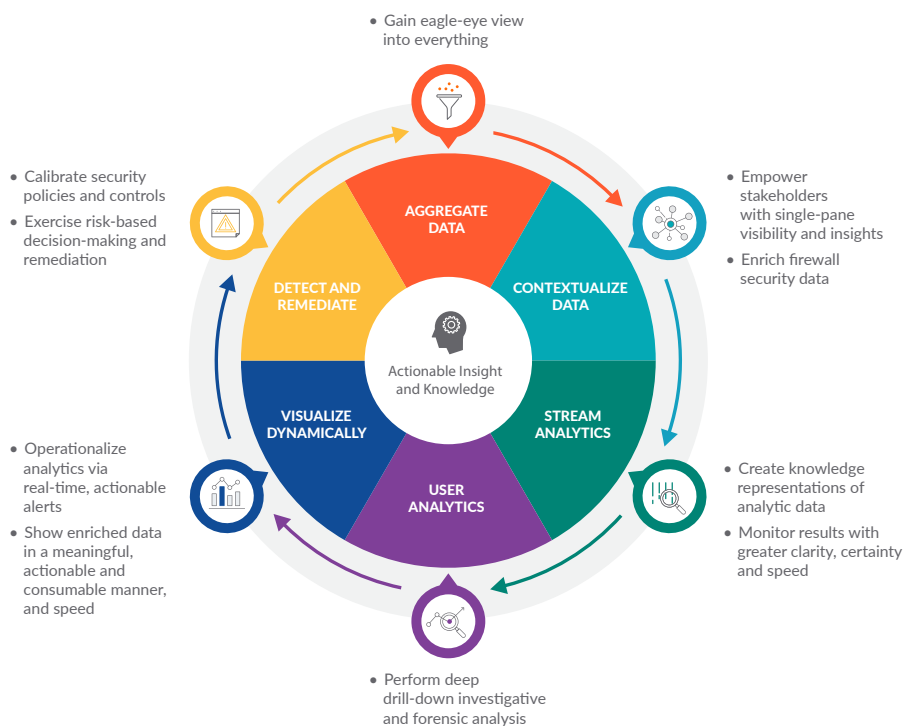 • Gain eagle-eye view
into everything
• Calibrate security
policies and controls
• Exercise risk-based
decision-making and
remediation
• Empower
stakeholders
with single-pane
visibility and insights
• Enrich firewall
security data
AGGREGATE
DATA
DETECT AND
REMEDIATE
CONTEXTUALIZE
DATA
Actionable Insight
and Knowledge
VISUALIZE
DYNAMICALLY
STREAM
ANALYTICS
USER
ANALYTICS
• Operationalize
analytics via
real-time, actionable
alerts
• Show enriched data
in a meaningful,
actionable and
consumable manner,
and speed
• Create knowledge
representations of
analytic data
• Monitor results with
greater clarity, certainty
and speed
• Perform deep
drill-down investigative
and forensic analysis